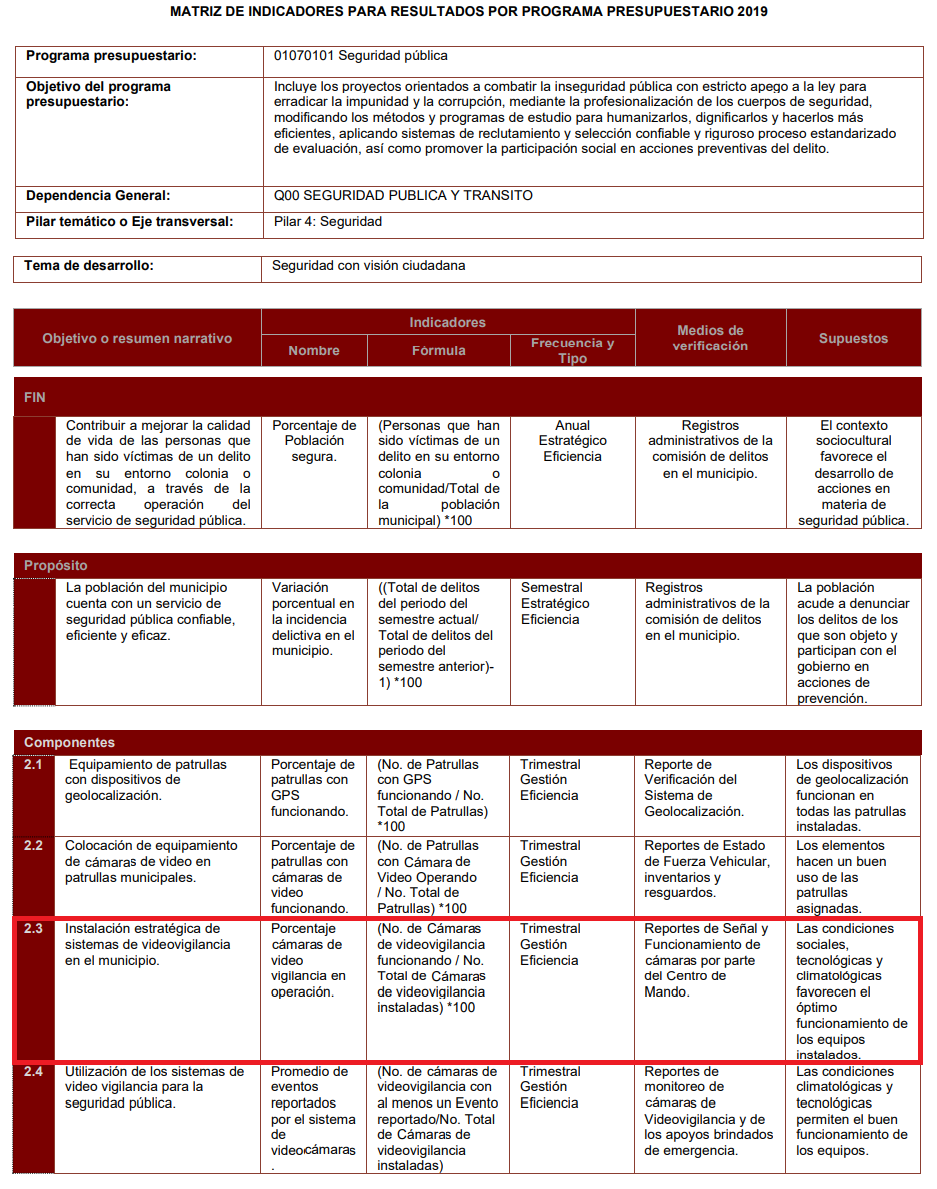 MATRIZ DE INDICADORES PARA RESULTADOS POR PROGRAMA PRESUPUESTARIO 2019
Programa presupuestario:
01070101 Seguridad pública
Objetivo del programa
presupuestario:
Incluye los proyectos orientados a combatir la inseguridad pública con estricto apego a la ley para
erradicar la impunidad y la corrupción, mediante la profesionalización de los cuerpos de seguridad,
modificando los métodos y programas de estudio para humanizarlos, dignificarlos y hacerlos más
eficientes, aplicando sistemas de reclutamiento y selección confiable y riguroso proceso estandarizado
de evaluación, así como promover la participación social en acciones preventivas del delito.
Dependencia General:
Q00 SEGURIDAD PUBLICA Y TRANSITO
Pilar temático o Eje transversal:
Pilar 4: Seguridad
Tema de desarrollo:
Seguridad con visión ciudadana
Objetivo o resumen narrativo
Indicadores
Nombre
Fórmula
Frecuencia y
Tipo
Medios de
verificación
Supuestos
FIN
Contribuir a mejorar la calidad
de vida de las personas que
han sido víctimas de un delito
en su entorno colonia o
comunidad, a través de la
correcta operación del
servicio de seguridad pública.
Porcentaje de
Población
segura.
(Personas que han
sido víctimas de un
delito en su entorno
colonia o
comunidad/Total de
la población
municipal) *100
Anual
Estratégico
Eficiencia
Registros
administrativos de la
comisión de delitos
en el municipio.
El contexto
sociocultural
favorece el
desarrollo de
acciones en
materia de
seguridad pública.
Propósito
La población del municipio
cuenta con un servicio de
seguridad pública confiable,
eficiente y eficaz.
Variación
porcentual en
la incidencia
delictiva en el
municipio.
((Total de delitos
del periodo del
semestre actual/
Total de delitos del
periodo del
semestre anterior)-
1) *100
Semestral
Estratégico
Eficiencia
Registros
administrativos de la
comisión de delitos
en el municipio.
La población
acude a denunciar
los delitos de los
que son objeto y
participan con el
gobierno en
acciones de
prevención.
Componentes
2.1
Equipamiento de patrullas
con dispositivos de
geolocalización.
Porcentaje de
patrullas con
GPS
funcionando.
(No. de Patrullas
con GPS
funcionando / No.
Total de Patrullas)
*100
Trimestral
Gestión
Eficiencia
Reporte de
Verificación del
Sistema de
Geolocalización.
Los dispositivos
de geolocalización
funcionan en
todas las patrullas
instaladas.
2.2
Colocación de equipamiento
de cámaras de video en
patrullas municipales.
Porcentaje de
patrullas con
cámaras de
video
funcionando.
(No. de Patrullas
con Cámara de
Video Operando
/ No. Total de
Patrullas) *100
Trimestral
Gestión
Eficiencia
Reportes de Estado
de Fuerza Vehicular,
inventarios y
resguardos.
Los elementos
hacen un buen
uso de las
patrullas
asignadas.
2.3
Instalación estratégica de
sistemas de videovigilancia
en el municipio.
Porcentaje
cámaras de
video
vigilancia en
operación.
(No. de Cámaras
de videovigilancia
funcionando / No.
Total de Cámaras
de videovigilancia
instaladas) *100
Trimestral
Gestión
Eficiencia
Reportes de Señal y
Funcionamiento de
cámaras por parte
del Centro de
Mando.
Las condiciones
sociales,
tecnológicas y
climatológicas
favorecen el
óptimo
funcionamiento de
los equipos
instalados.
2.4
Utilización de los sistemas de
video vigilancia para la
seguridad pública.
Promedio de
eventos
reportados
por el sistema
de
videocámaras
.
(No. de cámaras de
videovigilancia con
al menos un Evento
reportado/No. Total
de Cámaras de
videovigilancia
instaladas)
Trimestral
Gestión
Eficiencia
Reportes de
monitoreo de
cámaras de
Videovigilancia y de
los apoyos brindados
de emergencia.
Las condiciones
climatológicas y
tecnológicas
permiten el buen
funcionamiento de
los equipos.